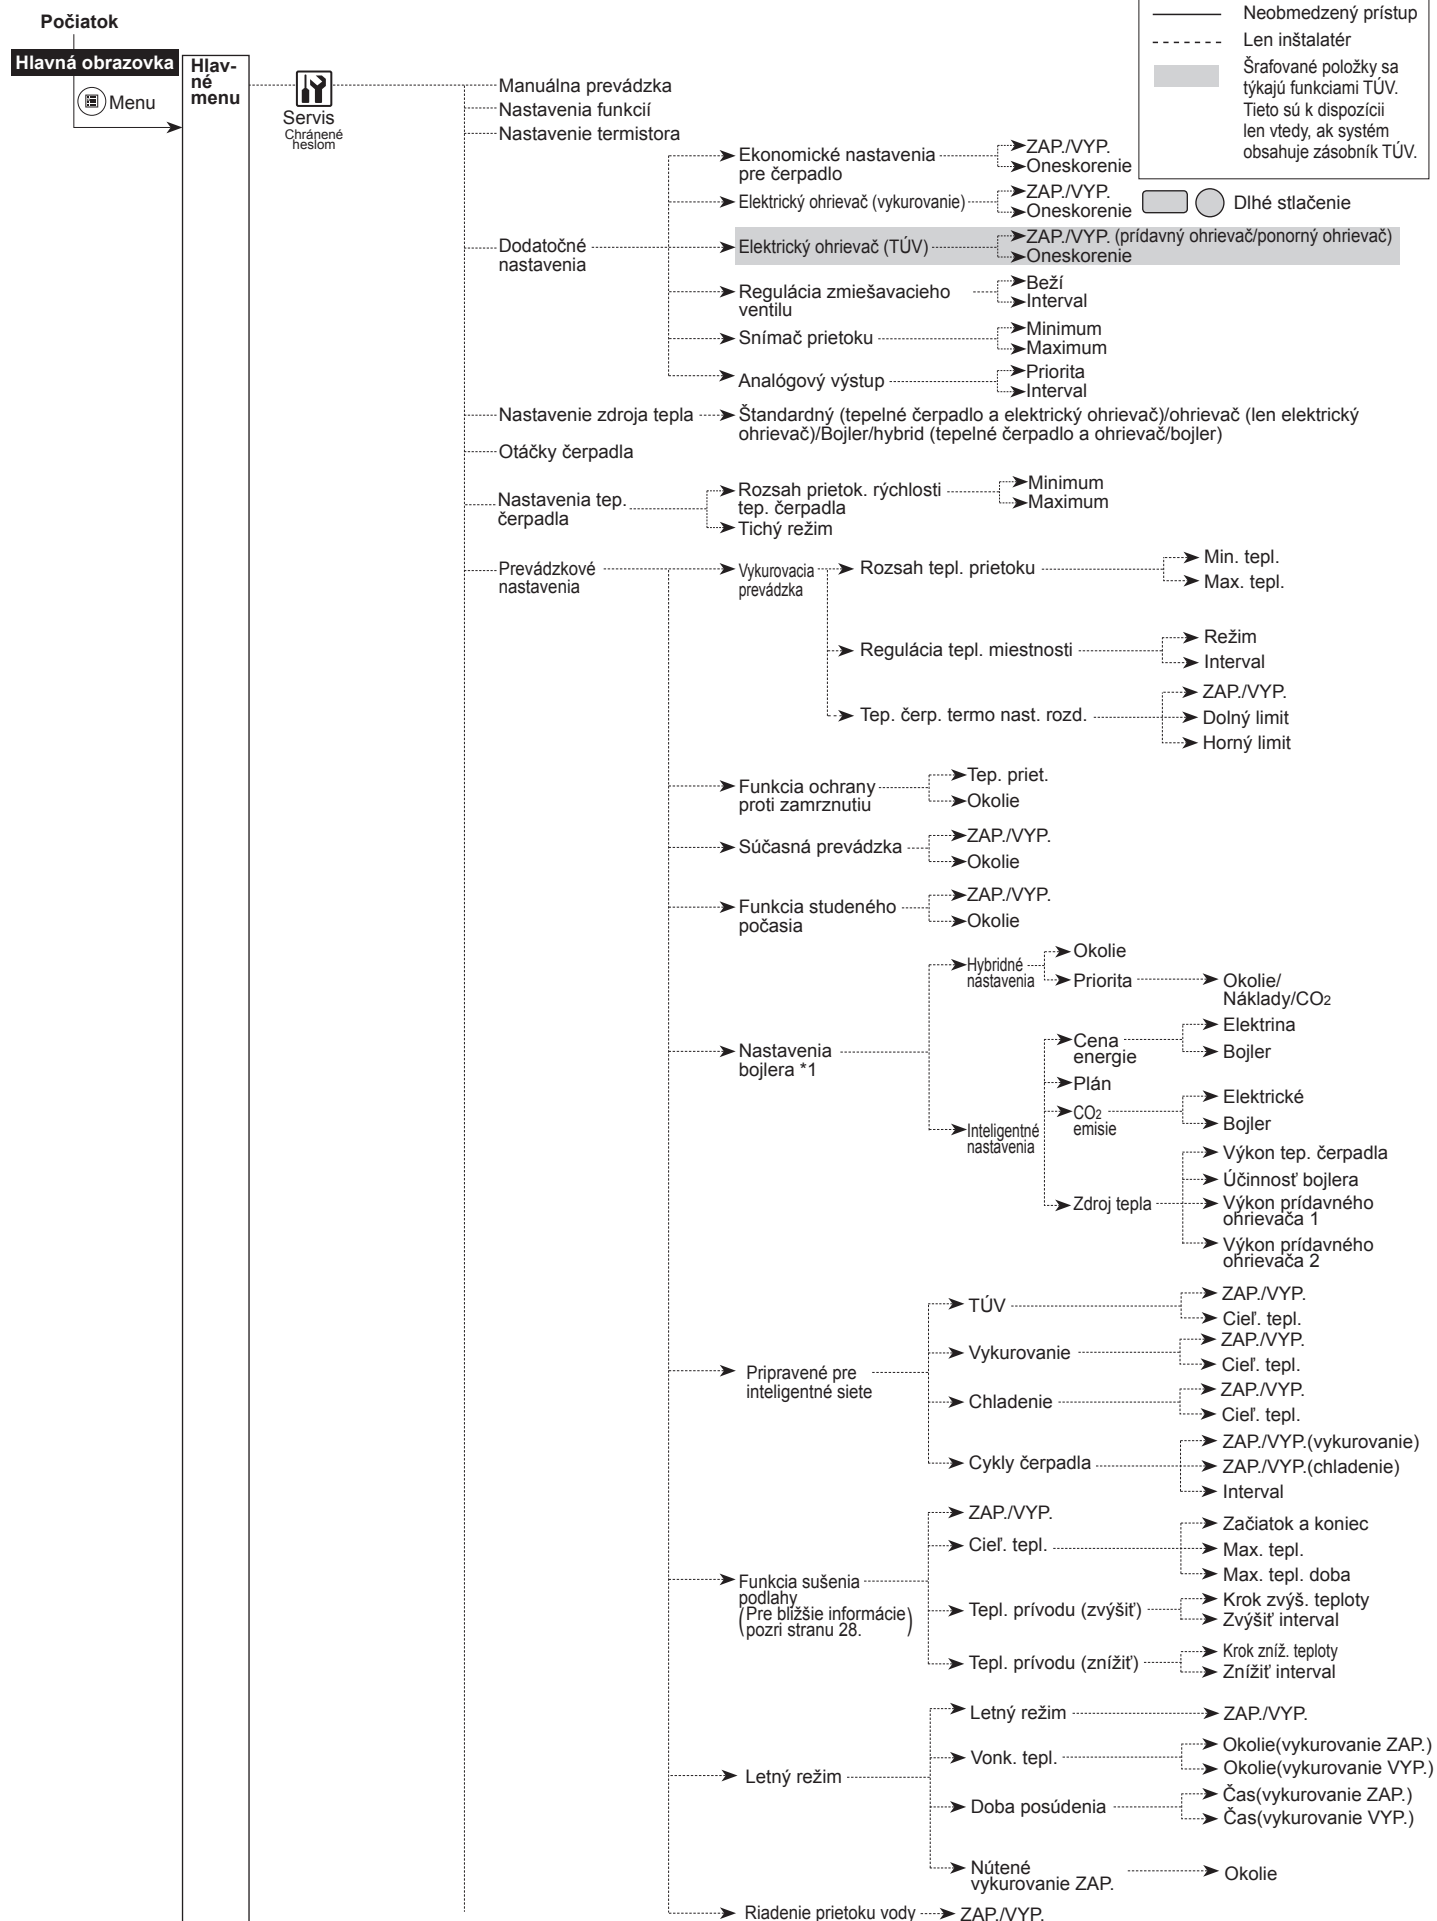 Počiatok
Hlavná obrazovka
Menu
Hlav-
né
menu
Servis
Chránené
heslom
Neobmedzený prístup
Len inštalatér
Šrafované položky sa
týkajú funkciami TÚV.
Tieto sú k dispozícii
len vtedy, ak systém
obsahuje zásobník TÚV.
Dlhé stlačenie
Manuálna prevádzka
Nastavenia funkcií
Nastavenie termistora
Dodatočné
nastavenia
Ekonomické nastavenia
pre čerpadlo
ZAP./VYP.
Oneskorenie
Elektrický ohrievač (vykurovanie)
ZAP./VYP.
Oneskorenie
Elektrický ohrievač (TÚV)
ZAP./VYP. (prídavný ohrievač/ponorný ohrievač)
Oneskorenie
Regulácia zmiešavacieho
ventilu
Beží
Interval
Snímač prietoku
Minimum
Maximum
Analógový výstup
Priorita
Interval
Nastavenie zdroja tepla
Štandardný (tepelné čerpadlo a elektrický ohrievač)/ohrievač (len elektrický
ohrievač)/Bojler/hybrid (tepelné čerpadlo a ohrievač/bojler)
Otáčky čerpadla
Nastavenia tep.
čerpadla
Rozsah prietok. rýchlosti
tep. čerpadla
Minimum
Maximum
Tichý režim
Prevádzkové
nastavenia
Vykurovacia
prevádzka
Rozsah tepl. prietoku
Min. tepl.
Max. tepl.
Regulácia tepl. miestnosti
Režim
Interval
Tep. čerp. termo nast. rozd.
ZAP./VYP.
Dolný limit
Horný limit
Funkcia ochrany
proti zamrznutiu
Tep. priet.
Okolie
Súčasná prevádzka
ZAP./VYP.
Okolie
Funkcia studeného
počasia
ZAP./VYP.
Okolie
Nastavenia
bojlera *1
Hybridné
nastavenia
Okolie
Priorita
Okolie/
Náklady/CO2
Inteligentné
nastavenia
Cena
energie
Elektrina
Bojler
Plán
CO2
emisie
Elektrické
Bojler
Zdroj tepla
Výkon tep. čerpadla
Účinnosť bojlera
Výkon prídavného
ohrievača 1
Výkon prídavného
ohrievača 2
Pripravené pre
inteligentné siete
TÚV
ZAP./VYP.
Cieľ. tepl.
Vykurovanie
ZAP./VYP.
Cieľ. tepl.
Chladenie
ZAP./VYP.
Cieľ. tepl.
Cykly čerpadla
ZAP./VYP.(vykurovanie)
ZAP./VYP.(chladenie)
Interval
Funkcia sušenia
podlahy
(Pre bližšie informácie
pozri stranu 28.)
ZAP./VYP.
Cieľ. tepl.
Začiatok a koniec
Max. tepl.
Max. tepl. doba
Tepl. prívodu (zvýšiť)
Krok zvýš. teploty
Zvýšiť interval
Tepl. prívodu (znížiť)
Krok zníž. teploty
Znížiť interval
Letný režim
Letný režim
ZAP./VYP.
Vonk. tepl.
Okolie(vykurovanie ZAP.)
Okolie(vykurovanie VYP.)
Doba posúdenia
Čas(vykurovanie ZAP.)
Čas(vykurovanie VYP.)
Nútené
vykurovanie ZAP.
Okolie
Riadenie prietoku vody
ZAP./VYP.